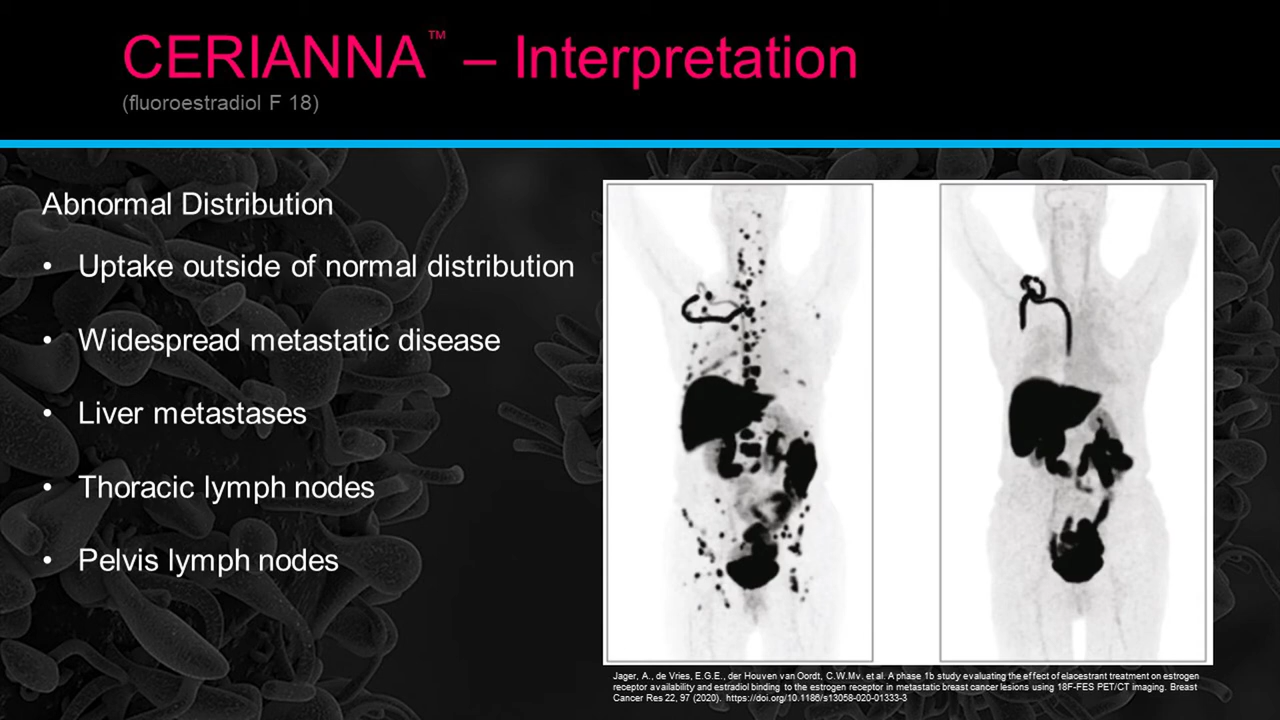 CERIANNA™ – Interpretation
(fluoroestradiol F 18)
Abnormal Distribution
• Uptake outside of normal distribution
• Widespread metastatic disease
• Liver metastases
• Thoracic lymph nodes
• Pelvis lymph nodes
Jager, A., de Vries, E.G.E., der Houven van Oordt, C.W.Mv. et al. A phase 1b study evaluating the effect of elacestrant treatment on estrogen
receptor availability and estradiol binding to the estrogen receptor in metastatic breast cancer lesions using 18F-FES PET/CT imaging. Breast
Cancer Res 22, 97 (2020). https://doi.org/10.1186/s13058-020-01333-3